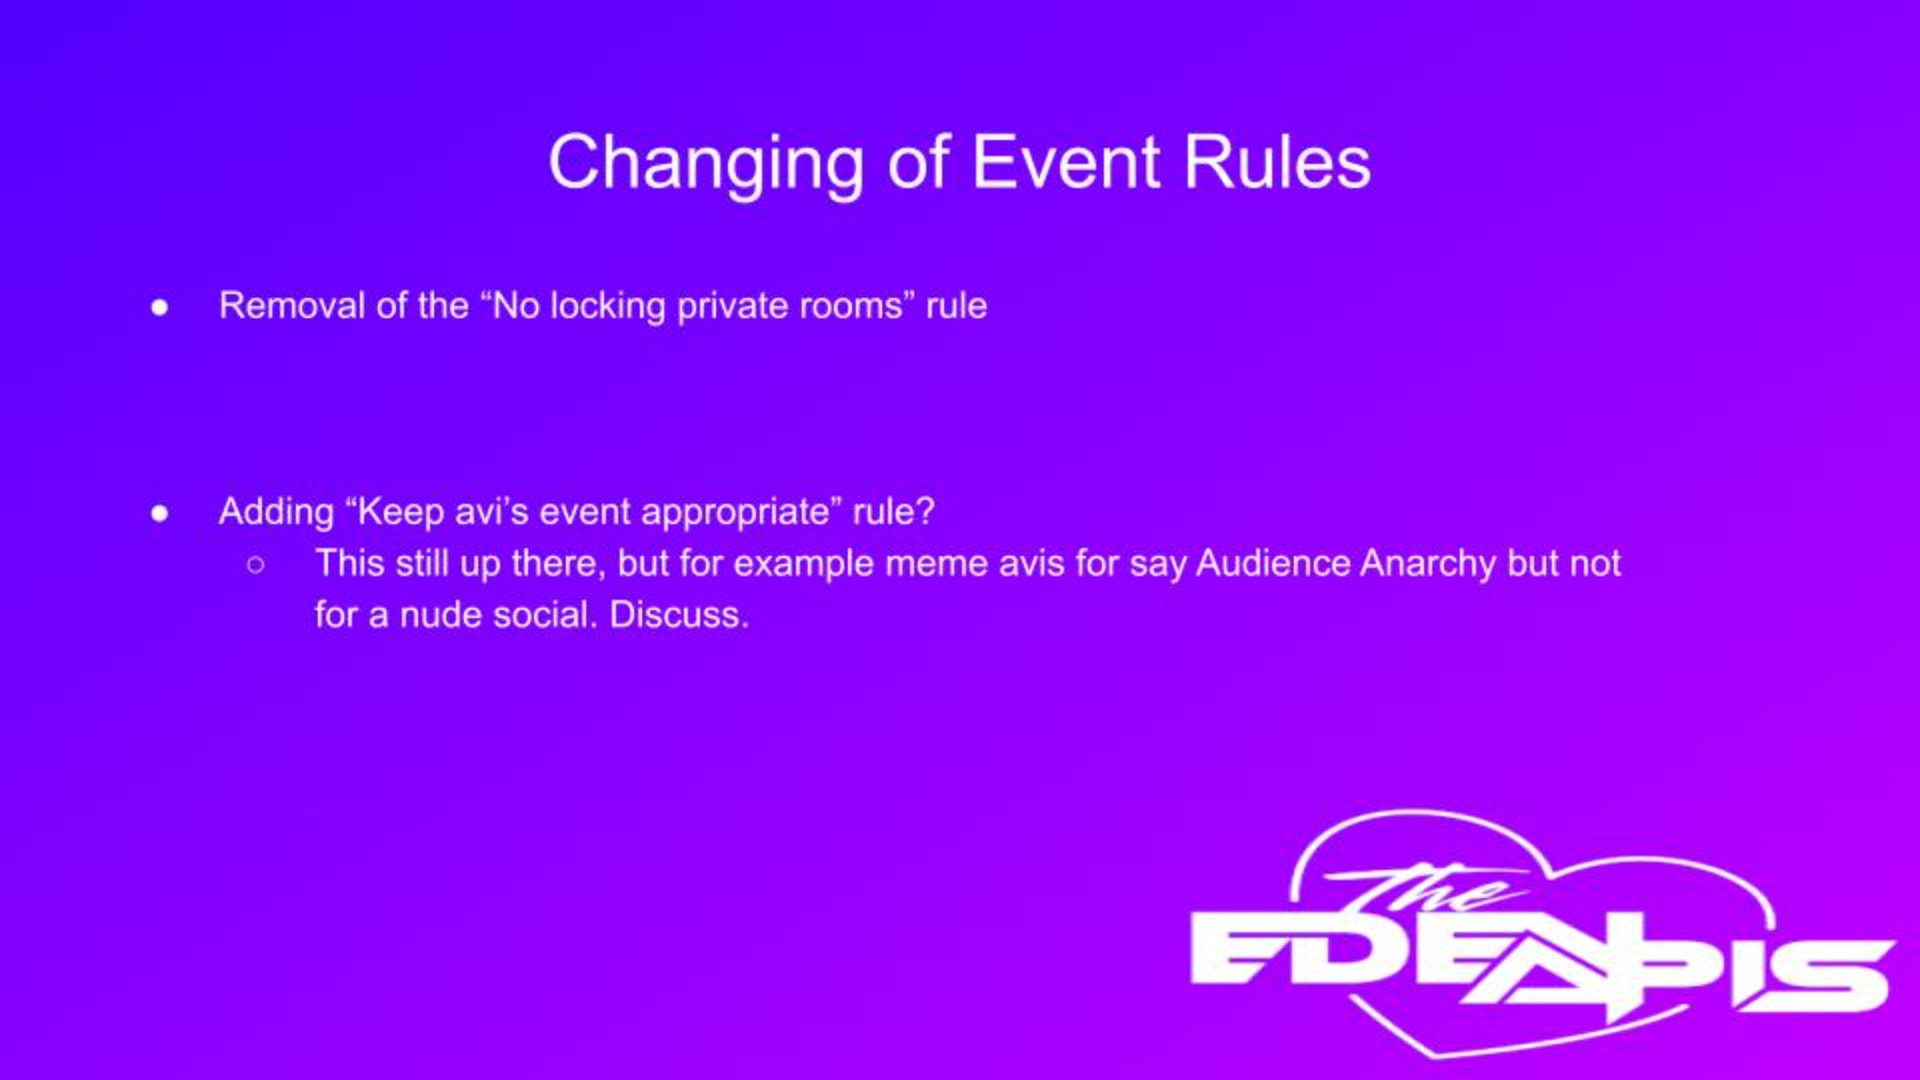 Changing of Event Rules
● Removal of the “No locking private rooms” rule
● Adding “Keep avi’s event appropriate” rule?
○ This still up there, but for example meme avis for say Audience Anarchy but not
for a nude social. Discuss.
The
EDEN APIS